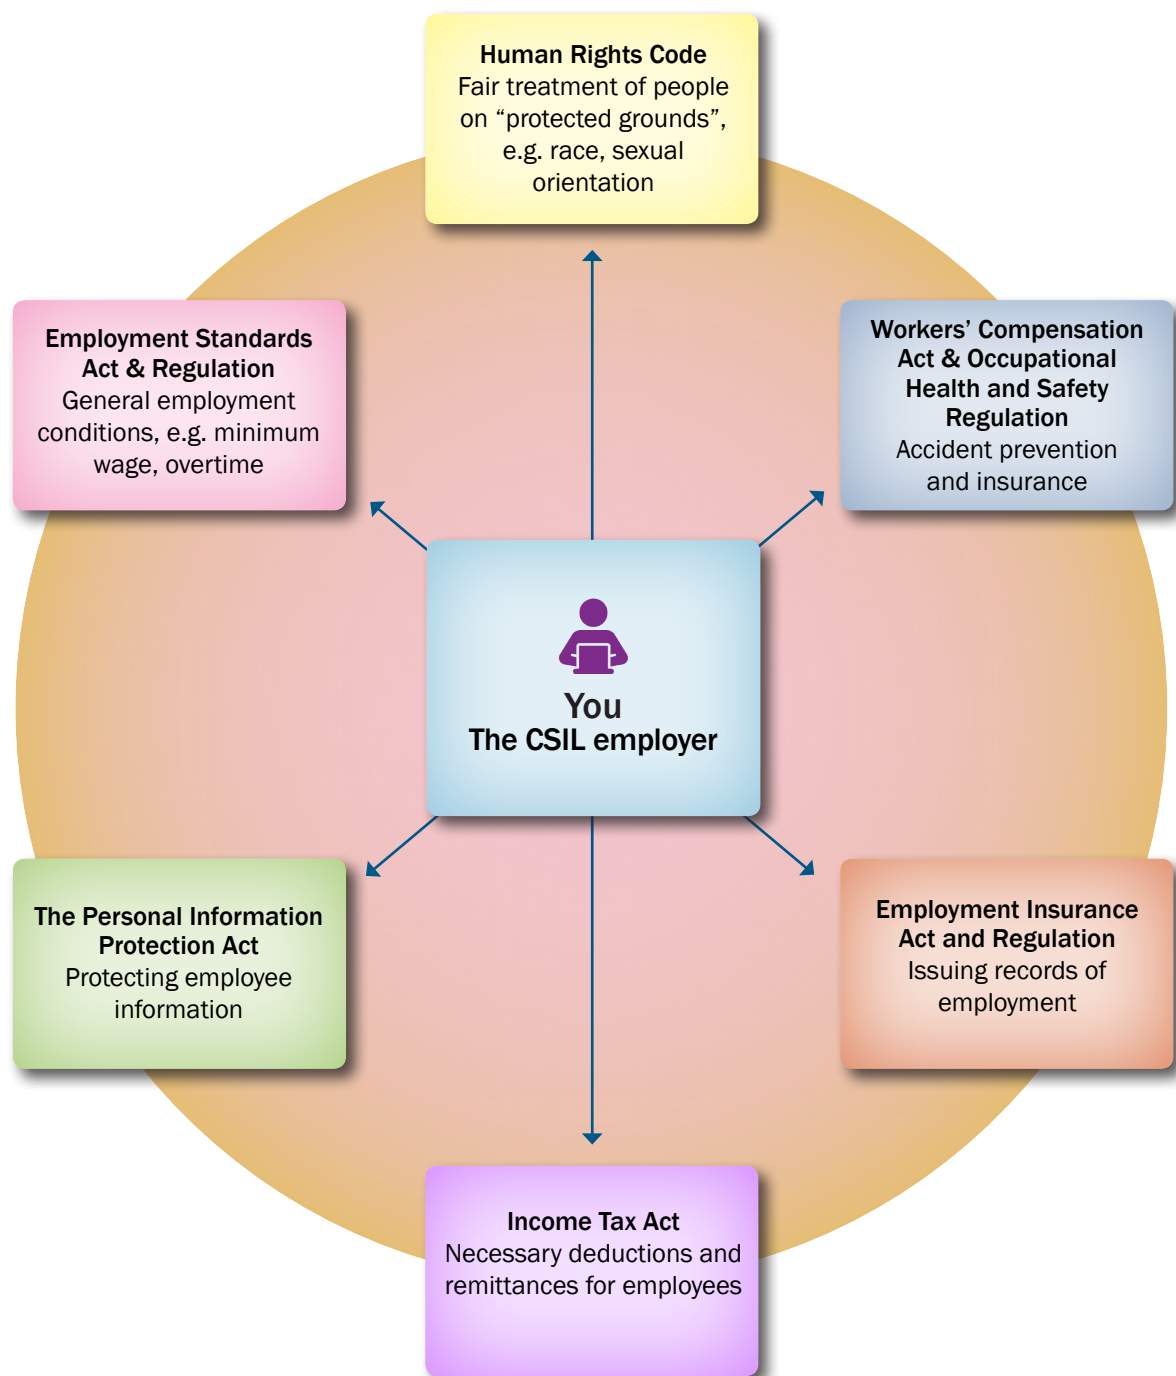 Human Rights Code
Fair treatment of people
on “protected grounds”,
e.g. race, sexual
orientation
Employment Standards
Act & Regulation
General employment
conditions, e.g. minimum
wage, overtime
Workers’ Compensation
Act & Occupational
Health and Safety
Regulation
Accident prevention
and insurance
You
The CSIL employer
The Personal Information
Protection Act
Protecting employee
information
Employment Insurance
Act and Regulation
Issuing records of
employment
Income Tax Act
Necessary deductions and
remittances for employees